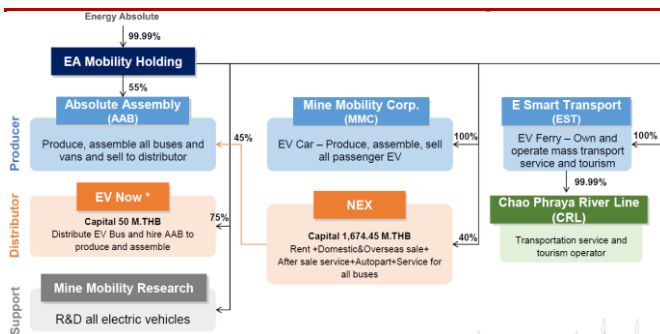 Energy Absolute
99.99%
EA Mobility Holding
55%
Producer
Absolute Assembly
(AAB)
Produce, assemble all buses and
vans and sell to distributor
45%
Mine Mobility Corp.
(MMC)
EV Car – Produce, assemble, sell
all passenger EV
100%
E Smart Transport
(EST)
EV Ferry – Own and
operate mass transport
service and tourism
100%
99.99%
Distributor
EV Now *
Capital 50 M.THB
Distribute EV Bus and hire AAB to
produce and assemble
75%
NEX
Capital 1,674.45 M.THB
Rent +Domestic&Overseas sale+
After sale service+Autopart+Service for
all buses
40%
Chao Phraya River Line
(CRL)
Transportation service and
tourism operator
Support
Mine Mobility Research
R&D all electric vehicles